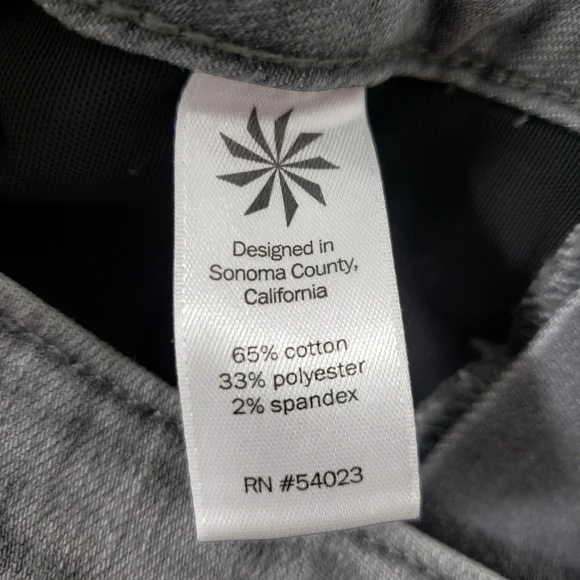 Designed in
Sonoma County,
California
65% cotton
33% polyester
2% spandex
RN #54023